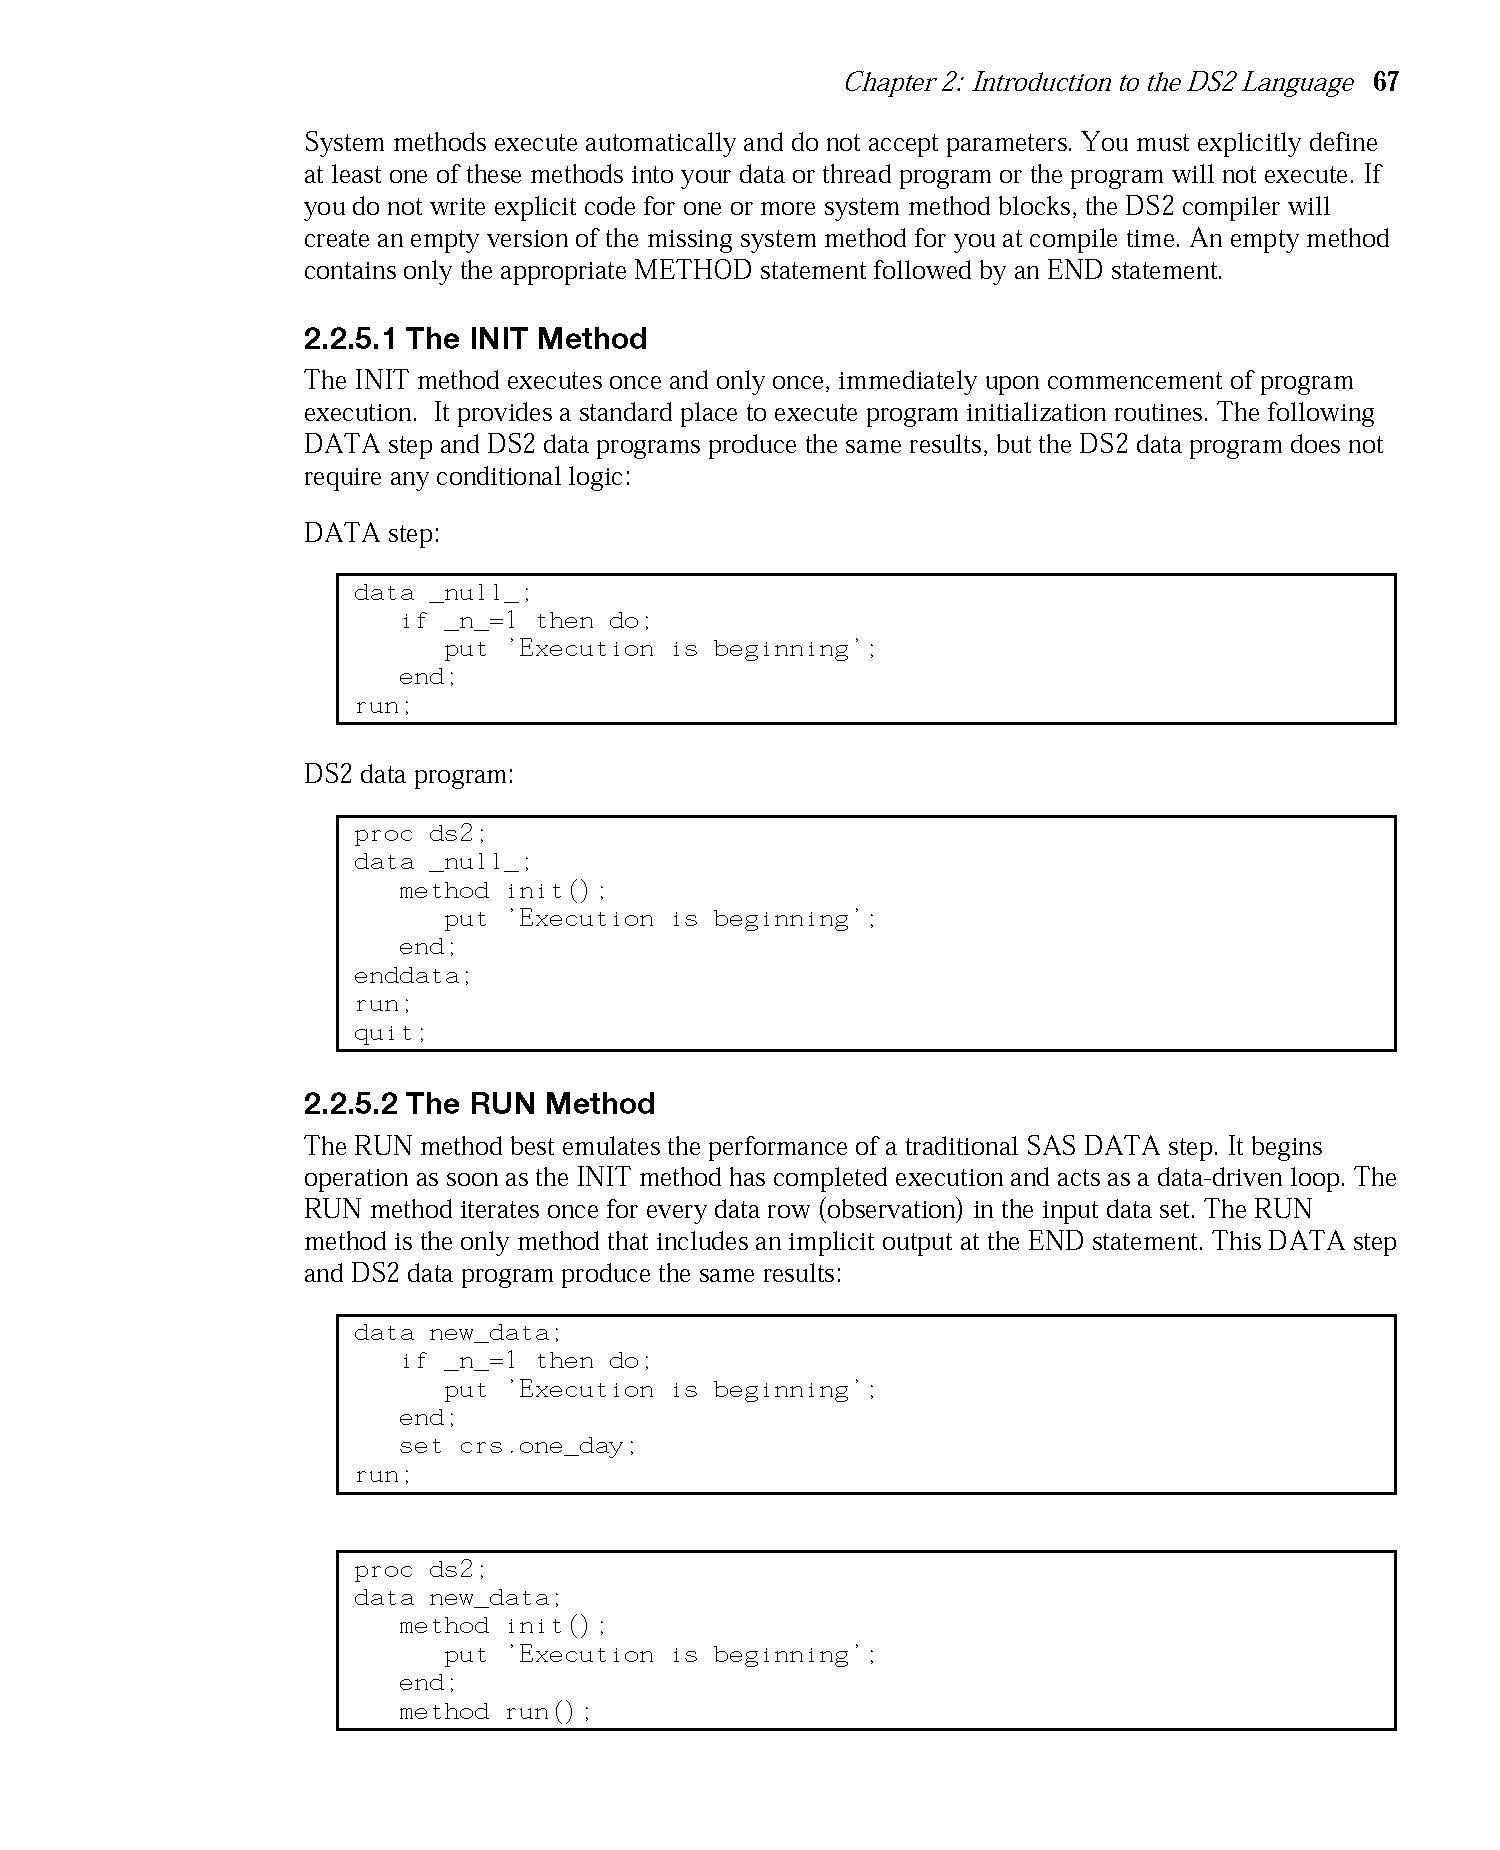 Chapter 2: Introduction to the DS2 Language 67
System methods execute automatically and do not accept parameters. You must explicitly define
at least one of these methods into your data or thread program or the program will not execute. If
you do not write explicit code for one or more system method blocks, the DS2 compiler will
create an empty version of the missing system method for you at compile time. An empty method
contains only the appropriate METHOD statement followed by an END statement.
2.2.5.1 The INIT Method
The INIT method executes once and only once, immediately upon commencement of program
execution. It provides a standard place to execute program initialization routines. The following
DATA step and DS2 data programs produce the same results, but the DS2 data program does not
require any conditional logic:
DATA step:
data _null_;
if _n_=1 then do;
put 'Execution is beginning';
end;
run;
DS2 data program:
proc ds2;
data _null_;
method init();
put 'Execution is beginning';
end;
enddata;
run;
quit;
2.2.5.2 The RUN Method
The RUN method best emulates the performance of a traditional SAS DATA step. It begins
operation as soon as the INIT method has completed execution and acts as a data-driven loop. The
RUN method iterates once for every data row (observation) in the input data set. The RUN
method is the only method that includes an implicit output at the END statement. This DATA step
and DS2 data program produce the same results:
data new_data;
if _n_=1 then do;
put 'Execution is beginning';
end;
set crs.one_day;
run;
proc ds2;
data new_data;
method init();
put 'Execution is beginning';
end;
method run();